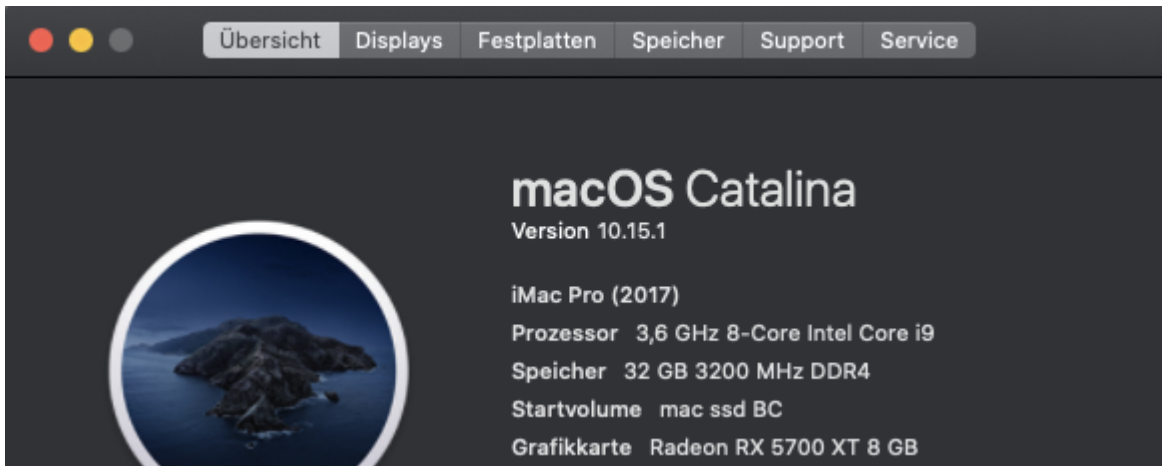 Übersicht Displays Festplatten Speicher Support Service
macOS Catalina
Version 10.15.1
iMac Pro (2017)
Prozessor 3,6 GHz 8-Core Intel Core i9
Speicher 32 GB 3200 MHz DDR4
Startvolume mac ssd BC
Grafikkarte Radeon RX 5700 XT 8 GB